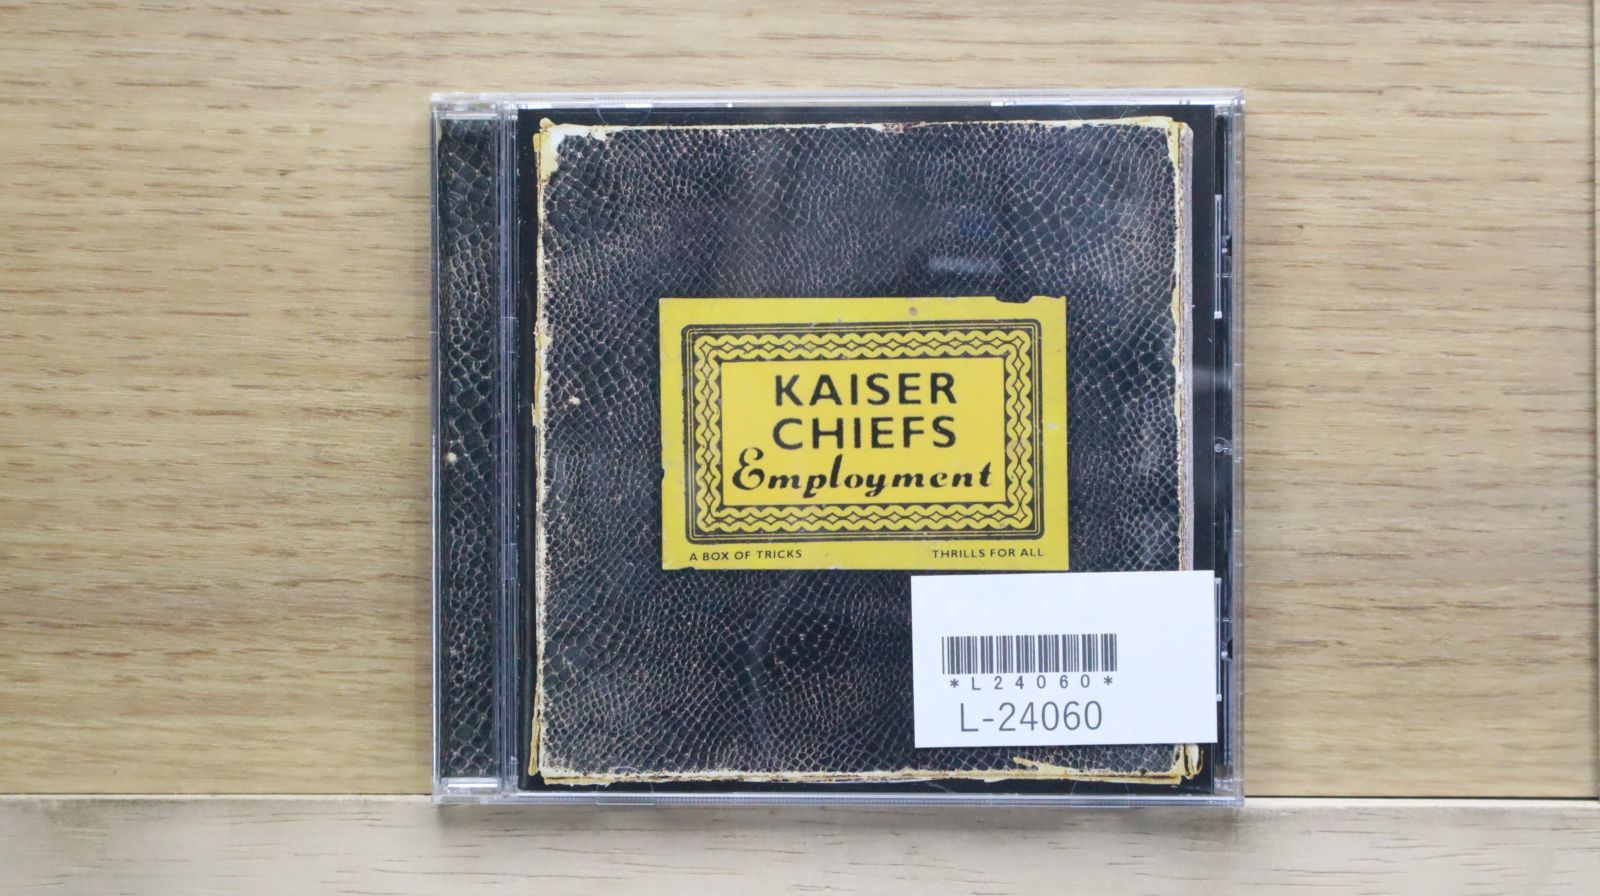 KAISER
CHIEFS
Employment
A BOX OF TRICKS
THRILLS FOR ALL
*L24060*
L-24060